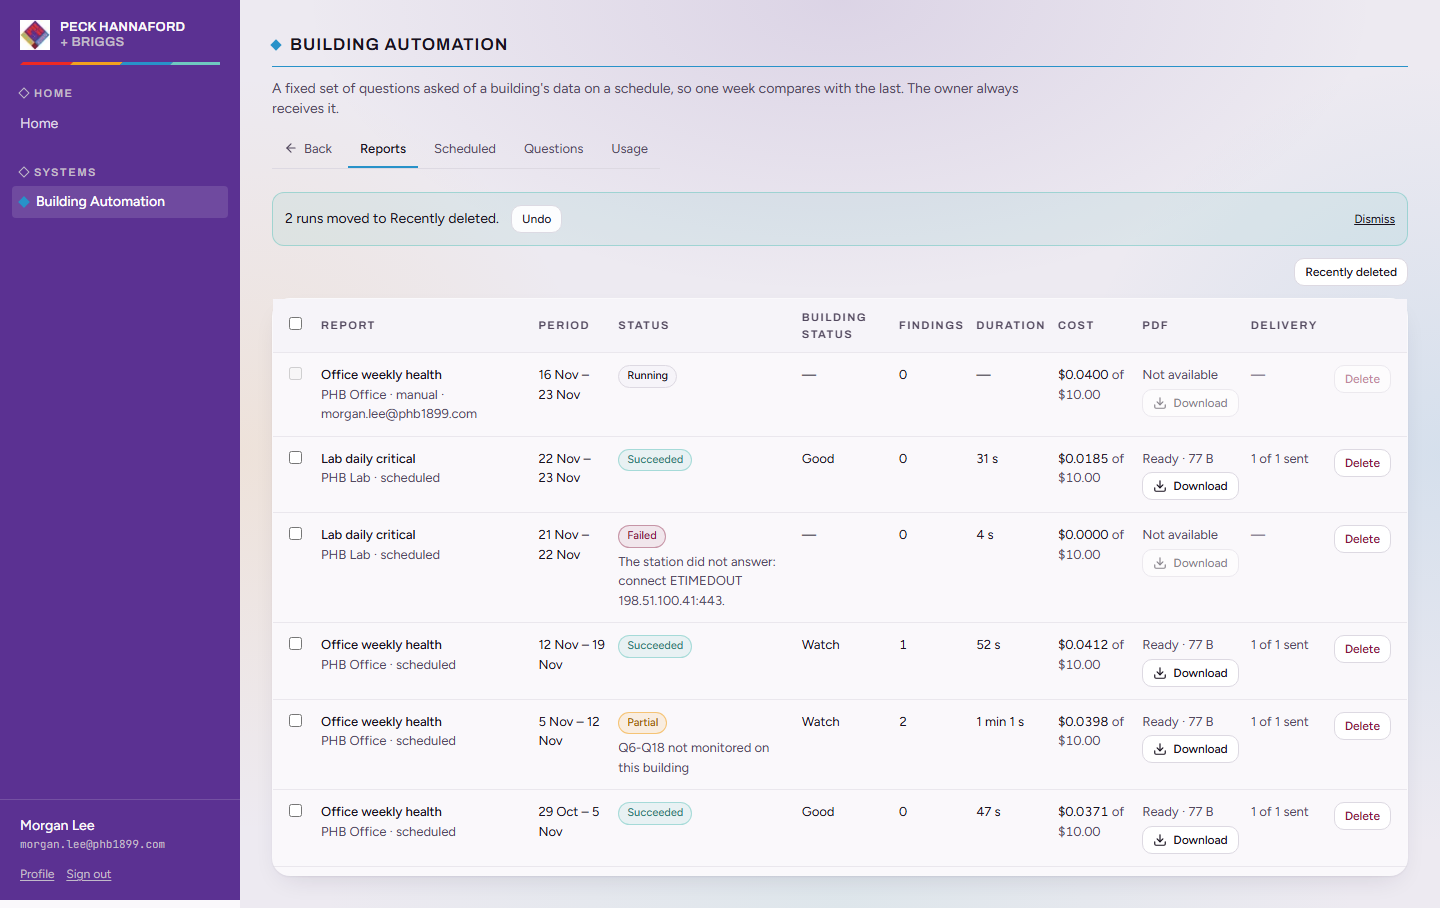 PECK HANNAFORD
+ BRIGGS
HOME
Home
SYSTEMS
Building Automation
Morgan Lee
morgan.lee@phb1899.com
Profile Sign out
BUILDING AUTOMATION
A fixed set of questions asked of a building's data on a schedule, so one week compares with the last. The owner always
receives it.
Back Reports Scheduled Questions Usage
2 runs moved to Recently deleted. Undo Dismiss
Recently deleted
REPORT PERIOD STATUS BUILDING STATUS FINDINGS DURATION COST PDF DELIVERY
Office weekly health 16 Nov – Running — 0 — $0.0400 of Not available — Delete
PHB Office · manual · 23 Nov $10.00 Download
morgan.lee@phb1899.com
Lab daily critical 22 Nov – Succeeded Good 0 31 s $0.0185 of Ready · 77 B 1 of 1 sent Delete
PHB Lab · scheduled 23 Nov $10.00 Download
Lab daily critical 21 Nov – Failed — 0 4 s $0.0000 of Not available — Delete
PHB Lab · scheduled 22 Nov $10.00 Download
The station did not answer:
connect ETIMEDOUT
198.51.100.41:443.
Office weekly health 12 Nov – 19 Succeeded Watch 1 52 s $0.0412 of Ready · 77 B 1 of 1 sent Delete
PHB Office · scheduled Nov $10.00 Download
Office weekly health 5 Nov – 12 Partial Watch 2 1 min 1 s $0.0398 of Ready · 77 B 1 of 1 sent Delete
PHB Office · scheduled Nov $10.00 Download
Q6-Q18 not monitored on
this building
Office weekly health 29 Oct – 5 Succeeded Good 0 47 s $0.0371 of Ready · 77 B 1 of 1 sent Delete
PHB Office · scheduled Nov $10.00 Download